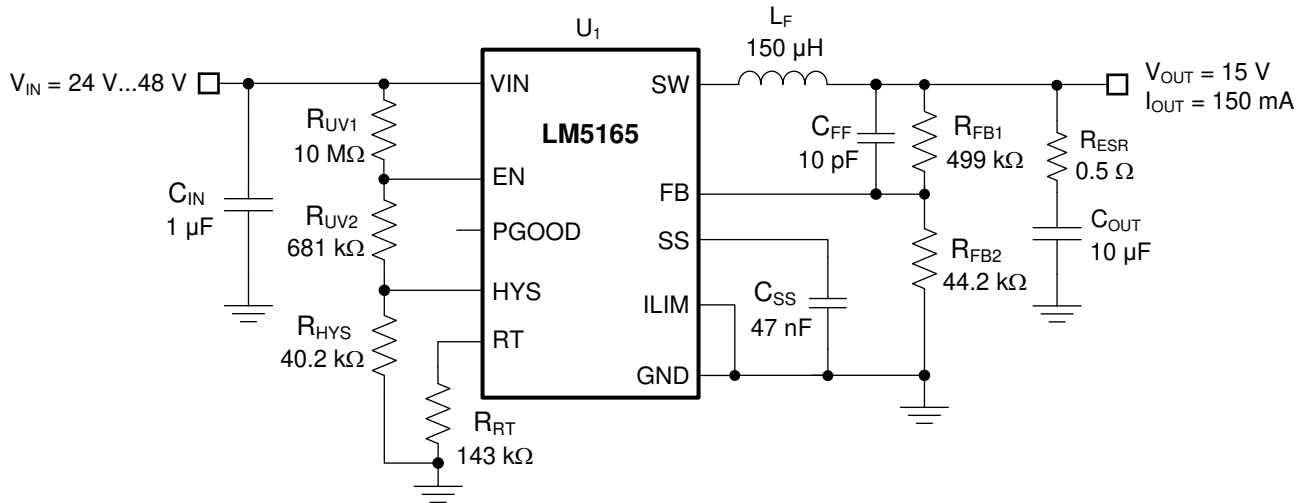 U1
LF
150 µH
VIN = 24 V...48 V
VIN
SW
VOUT = 15 V
IOUT = 150 mA
LM5165
RUV1
10 MΩ
CFF
10 pF
RFB1
499 kΩ
RESR
0.5 Ω
EN
FB
CIN
1 µF
RUV2
681 kΩ
PGOOD
SS
COUT
10 µF
RFB2
44.2 kΩ
HYS
ILIM
CSS
47 nF
RHYS
40.2 kΩ
RT
GND
RRT
143 kΩ